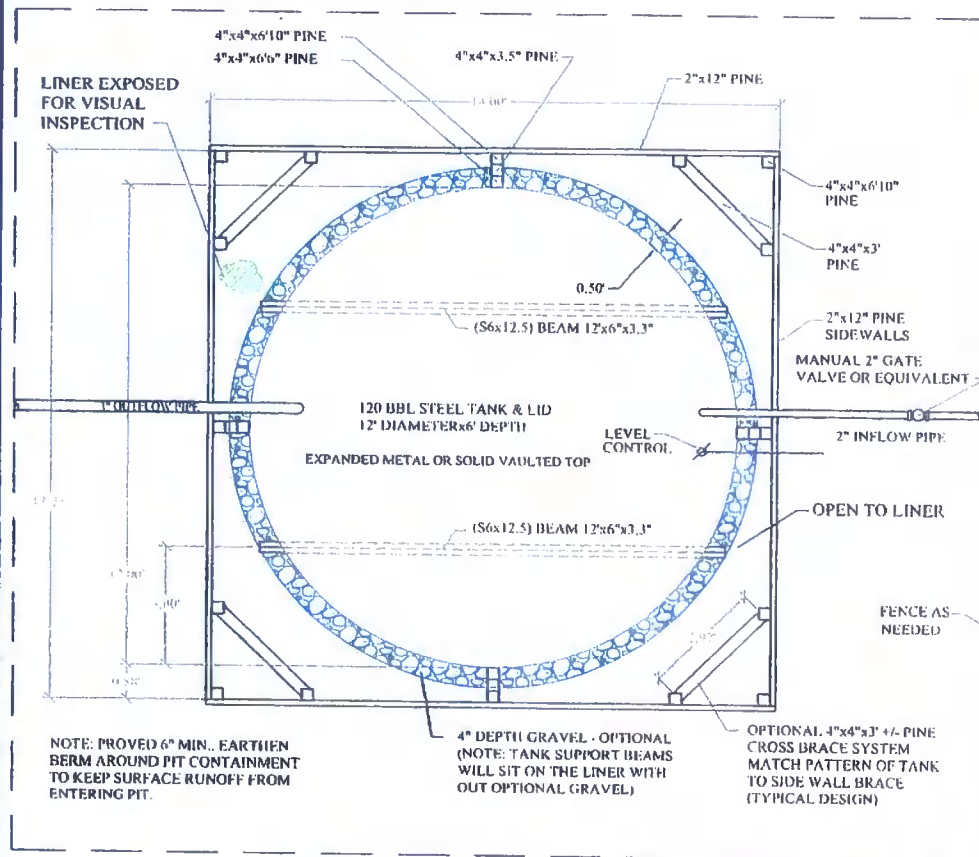 4"x4"x6'10" PINE
4"x4"x6'6" PINE
4"x4"x3.5" PINE
2"x12" PINE
LINER EXPOSED
FOR VISUAL
INSPECTION
4"x4"x6'10"
PINE
4"x4"x3'
PINE
0.50'
(S6x12.5) BEAM 12'x6"x3.3"
2"x12" PINE
SIDEWALLS
MANUAL 2" GATE
VALVE OR EQUIVALENT
OUTFLOW PIPE
120 BBL STEEL TANK & LID
12' DIAMETERx6' DEPTH
LEVEL
CONTROL
2" INFLOW PIPE
EXPANDED METAL OR SOLID VAULTED TOP
OPEN TO LINER
(S6x12.5) BEAM 12'x6"x3.3"
FENCE AS
NEEDED
NOTE: PROVED 6" MIN.. EARTHEN
BERM AROUND PIT CONTAINMENT
TO KEEP SURFACE RUNOFF FROM
ENTERING PIT.
4" DEPTH GRAVEL - OPTIONAL
(NOTE: TANK SUPPORT BEAMS
WILL SIT ON THE LINER WITH
OUT OPTIONAL GRAVEL)
OPTIONAL 4"x4"x3' +/- PINE
CROSS BRACE SYSTEM
MATCH PATTERN OF TANK
TO SIDE WALL BRACE
(TYPICAL DESIGN)